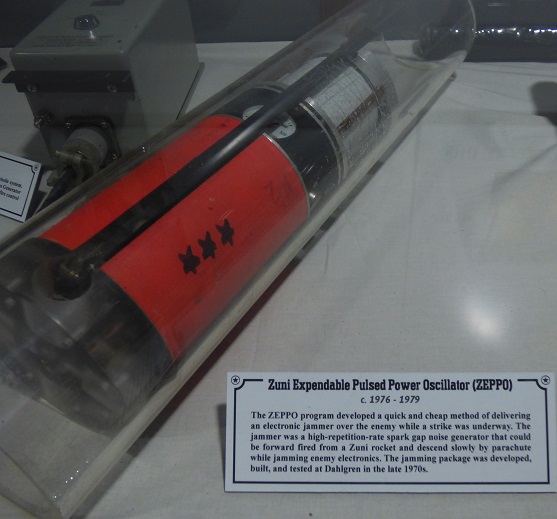 Zuni Expendable Pulsed Power Oscillator (ZEPPO)
c. 1976 - 1979
The ZEPPO program developed a quick and cheap method of delivering
an electronic jammer over the enemy while a strike was underway. The
jammer was a high-repetition-rate spark gap noise generator that could
be forward fired from a Zuni rocket and descend slowly by parachute
while jamming enemy electronics. The jamming package was developed,
built, and tested at Dahlgren in the late 1970s.